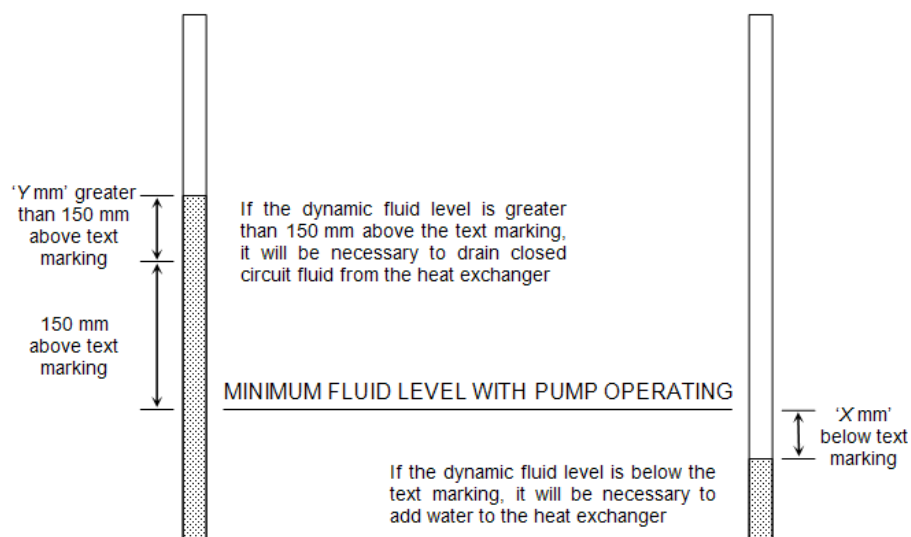 'Y mm' greater
than 150 mm
above text
marking
If the dynamic fluid level is greater
than 150 mm above the text marking,
it will be necessary to drain closed
circuit fluid from the heat exchanger
150 mm
above text
marking
MINIMUM FLUID LEVEL WITH PUMP OPERATING
'X mm'
below text
marking
If the dynamic fluid level is below the
text marking, it will be necessary to
add water to the heat exchanger